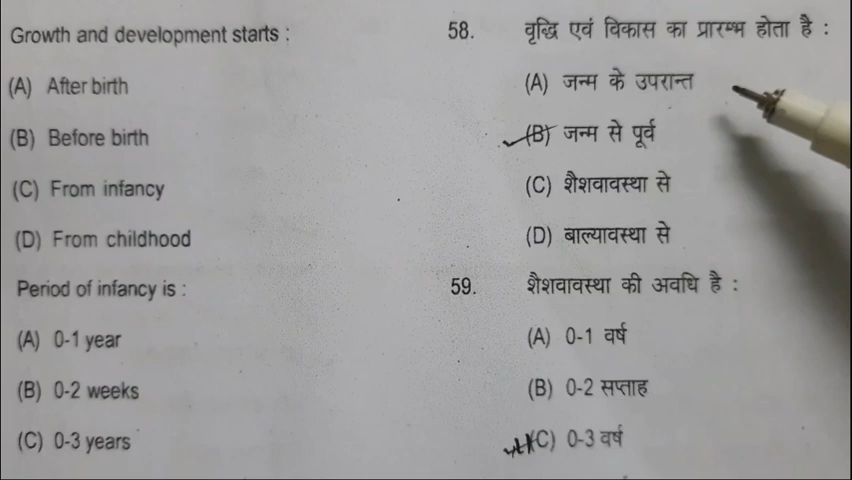 Growth and development starts :
(A) After birth
(B) Before birth
(C) From infancy
(D) From childhood
Period of infancy is :
(A) 0-1 year
(B) 0-2 weeks
(C) 0-3 years
58. वृद्धि एवं विकास का प्रारम्भ होता है :
(A) जन्म के उपरान्त
(B) जन्म से पूर्व
(C) शैशवावस्था से
(D) बाल्यावस्था से
59. शैशवावस्था की अवधि है :
(A) 0-1 वर्ष
(B) 0-2 सप्ताह
(C) 0-3 वर्ष